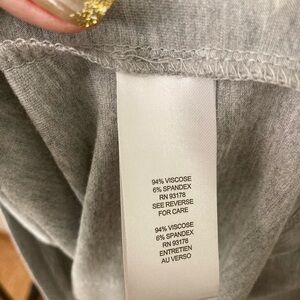 94% VISCOSE
6% SPANDEX
RN 93178
SEE REVERSE
FOR CARE
94% VISCOSE
6% SPANDEX
RN 93178
ENTRETIEN
AU VERSO